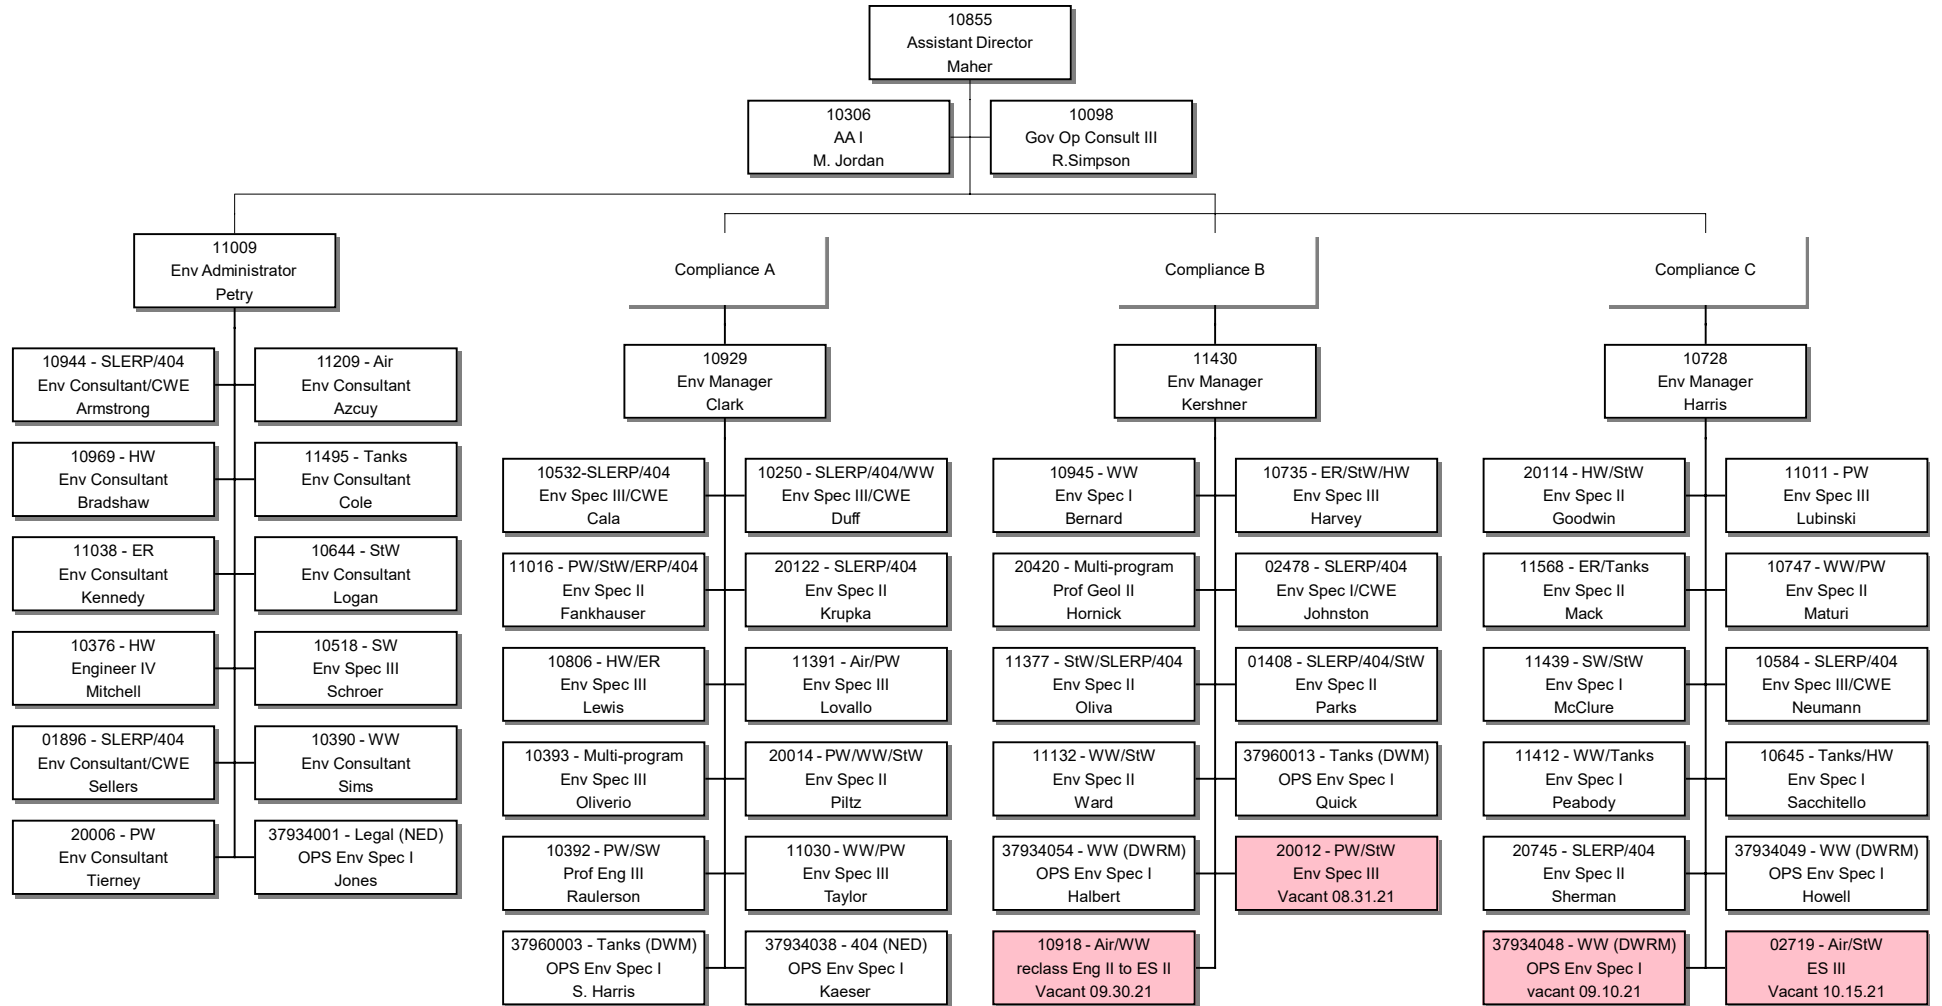 10855
Assistant Director
Maher
10306
AA I
M. Jordan
10098
Gov Op Consult III
R.Simpson
11009
Env Administrator
Petry
10944 - SLERP/404
Env Consultant/CWE
Armstrong
11209 - Air
Env Consultant
Azcuy
10969 - HW
Env Consultant
Bradshaw
11495 - Tanks
Env Consultant
Cole
11038 - ER
Env Consultant
Kennedy
10644 - StW
Env Consultant
Logan
10376 - HW
Engineer IV
Mitchell
10518 - SW
Env Spec III
Schroer
01896 - SLERP/404
Env Consultant/CWE
Sellers
10390 - WW
Env Consultant
Sims
20006 - PW
Env Consultant
Tierney
37934001 - Legal (NED)
OPS Env Spec I
Jones
Compliance A
10929
Env Manager
Clark
10532-SLERP/404
Env Spec III/CWE
Cala
10250 - SLERP/404/WW
Env Spec III/CWE
Duff
11016 - PW/StW/ERP/404
Env Spec II
Fankhauser
20122 - SLERP/404
Env Spec II
Krupka
10806 - HW/ER
Env Spec III
Lewis
11391 - Air/PW
Env Spec III
Lovallo
10393 - Multi-program
Env Spec III
Oliverio
20014 - PW/WW/StW
Env Spec II
Piltz
10392 - PW/SW
Prof Eng III
Raulerson
11030 - WW/PW
Env Spec III
Taylor
37960003 - Tanks (DWM)
OPS Env Spec I
S. Harris
37934038 - 404 (NED)
OPS Env Spec I
Kaeser
Compliance B
11430
Env Manager
Kershner
10945 - WW
Env Spec I
Bernard
10735 - ER/StW/HW
Env Spec III
Harvey
20420 - Multi-program
Prof Geol II
Hornick
02478 - SLERP/404
Env Spec I/CWE
Johnston
11377 - StW/SLERP/404
Env Spec II
Oliva
01408 - SLERP/404/StW
Env Spec II
Parks
11132 - WW/StW
Env Spec II
Ward
37960013 - Tanks (DWM)
OPS Env Spec I
Quick
37934054 - WW (DWRM)
OPS Env Spec I
Halbert
20012 - PW/StW
Env Spec III
Vacant 08.31.21
10918 - Air/WW
reclass Eng II to ES II
Vacant 09.30.21
Compliance C
10728
Env Manager
Harris
20114 - HW/StW
Env Spec II
Goodwin
11011 - PW
Env Spec III
Lubinski
11568 - ER/Tanks
Env Spec II
Mack
10747 - WW/PW
Env Spec II
Maturi
11439 - SW/StW
Env Spec I
McClure
10584 - SLERP/404
Env Spec III/CWE
Neumann
11412 - WW/Tanks
Env Spec I
Peabody
10645 - Tanks/HW
Env Spec I
Sacchitello
20745 - SLERP/404
Env Spec II
Sherman
37934049 - WW (DWRM)
OPS Env Spec I
Howell
37934048 - WW (DWRM)
OPS Env Spec I
vacant 09.10.21
02719 - Air/StW
ES III
Vacant 10.15.21